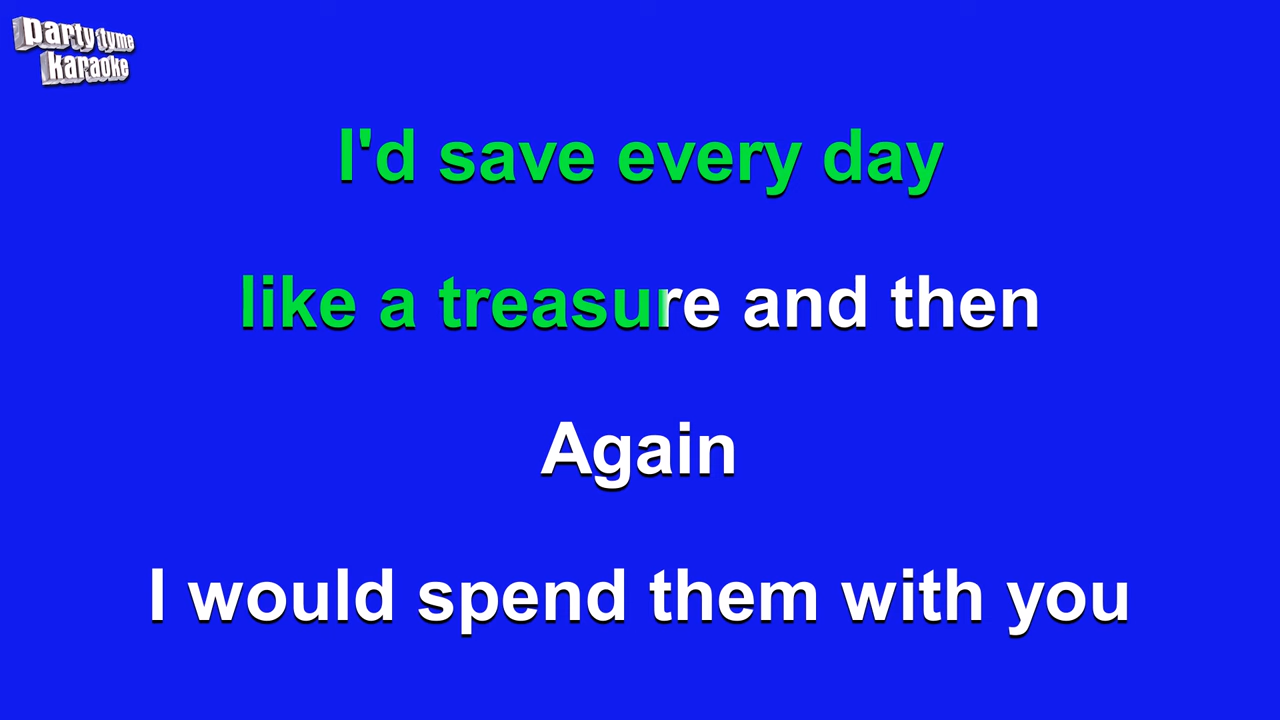 party tyme
karaoke
I'd save every day
like a treasure and then
Again
I would spend them with you